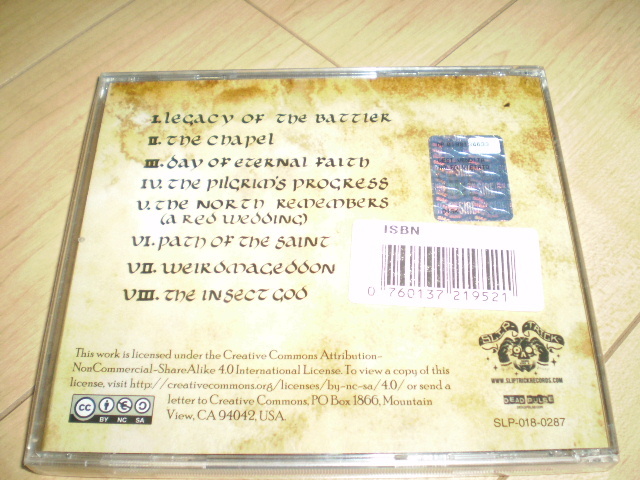 I. Legacy of the Battler
II. The Chapel
III. Day of Eternal Faith
IV. The Pilgrim's Progress
V. The North Remembers
(A Red Wedding)
VI. Path of the Saint
VII. Weirdmageddon
VIII. The Insect God
ISBN
0 760137 219521
This work is licensed under the Creative Commons Attribution-
NonCommercial-ShareAlike 4.0 International License. To view a copy of this
license, visit http://creativecommons.org/licenses/by-nc-sa/4.0/ or send a
letter to Creative Commons, PO Box 1866, Mountain
View, CA 94042, USA.
cc
BY NC SA
SLIPTRICK
WWW.SLIPTRICKRECORDS.COM
DEAD PULSE
SLP-018-0287